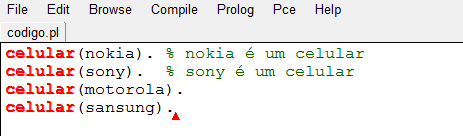 File Edit Browse Compile Prolog Pce Help
codigo.pl
celular(nokia). % nokia é um celular
celular(sony). % sony é um celular
celular(motorola).
celular(sansung).